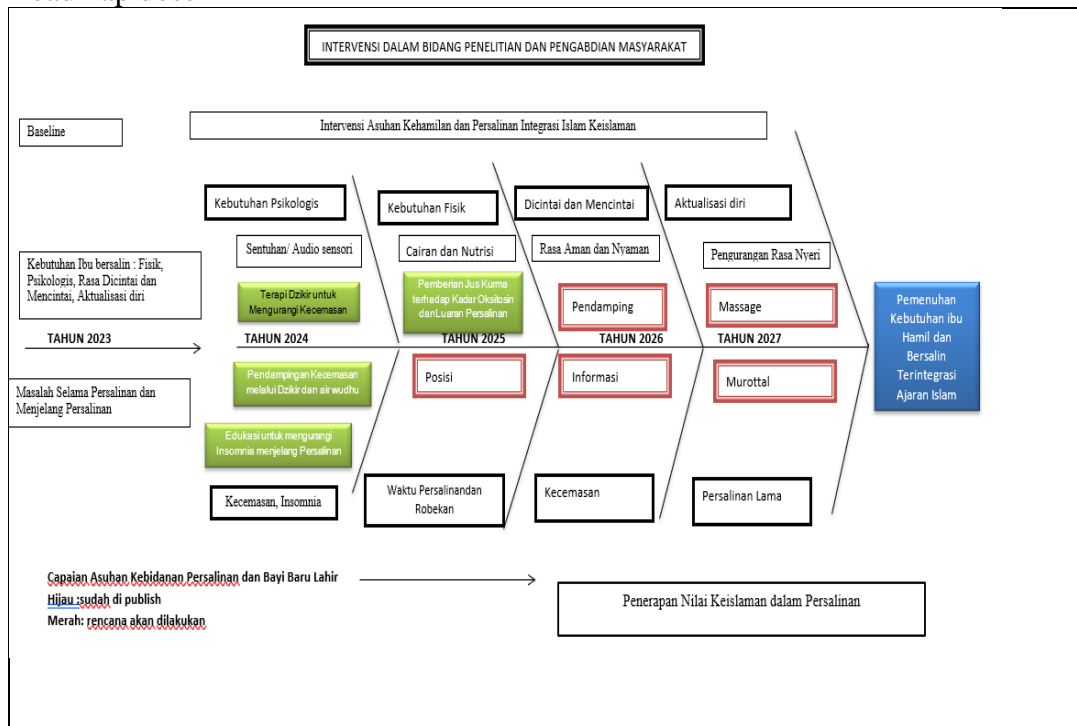 INTERVENSI DALAM BIDANG PENELITIAN DAN PENGABDIAN MASYARAKAT
Baseline
Intervensi Asuhan Kehamilan dan Persalinan Integrasi Islam Keislaman
Kebutuhan Psikologis
Kebutuhan Fisik
Dicintai dan Mencintai
Aktualisasi diri
Sentuhan/ Audio sensori
Cairan dan Nutrisi
Rasa Aman dan Nyaman
Pengurangan Rasa Nyeri
Kebutuhan Ibu bersalin : Fisik,
Psikologis, Rasa Dicintai dan
Mencintai, Aktualisasi diri
Terapi Dzikir untuk
Mengurangi Kecemasan
Pemberian Jus Kurma
terhadap Kadar Oksitosin
dan Luaran Persalinan
Pendamping
Massage
TAHUN 2023
TAHUN 2024
TAHUN 2025
TAHUN 2026
TAHUN 2027
Pemenuhan
Kebutuhan ibu
Hamil dan
Bersalin
Terintegrasi
Ajaran Islam
Masalah Selama Persalinan dan
Menjelang Persalinan
Pendampingan Kecemasan
melalui Dzikir dan air wudhu
Posisi
Informasi
Murottal
Edukasi untuk mengurangi
Insomnia menjelang Persalinan
Kecemasan, Insomnia
Waktu Persalinandan
Robekan
Kecemasan
Persalinan Lama
Capaian Asuhan Kebidanan Persalinan dan Bayi Baru Lahir
Hijau :sudah di publish
Merah: rencana akan dilakukan
Penerapan Nilai Keislaman dalam Persalinan